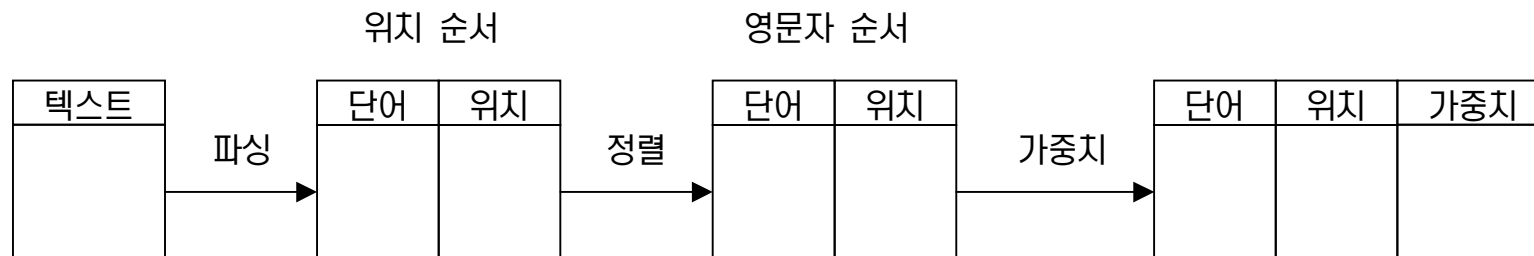 위치 순서 영문자 순서
텍스트 단어 위치 단어 위치 단어 위치 가중치
파싱 정렬 가중치